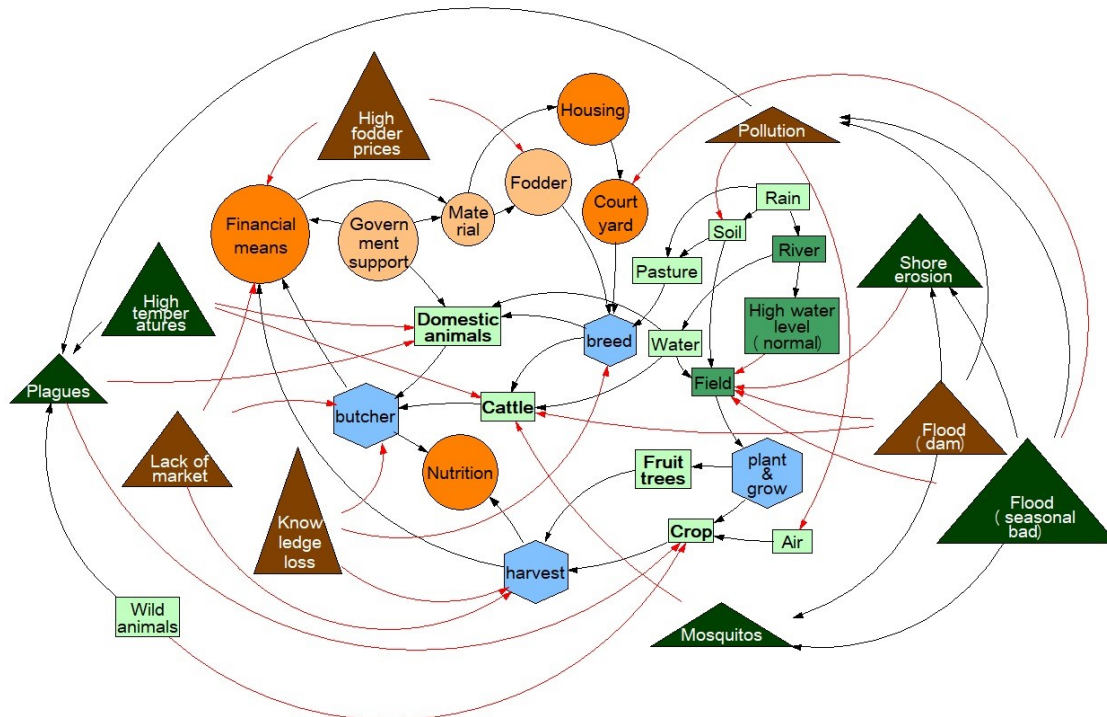 High
fodder
prices
Housing
Pollution
Fodder
Rain
Financial
means
Govern
ment
support
Mate
rial
Court
yard
Soil
River
Pasture
Shore
erosion
High
temper
atures
Domestic
animals
breed
Water
High water
level
( normal)
Plagues
Field
butcher
Cattle
Flood
( dam)
Lack of
market
Nutrition
Fruit
trees
plant
&
grow
Flood
( seasonal
bad)
Know
ledge
loss
Crop
Air
harvest
Wild
animals
Mosquitos